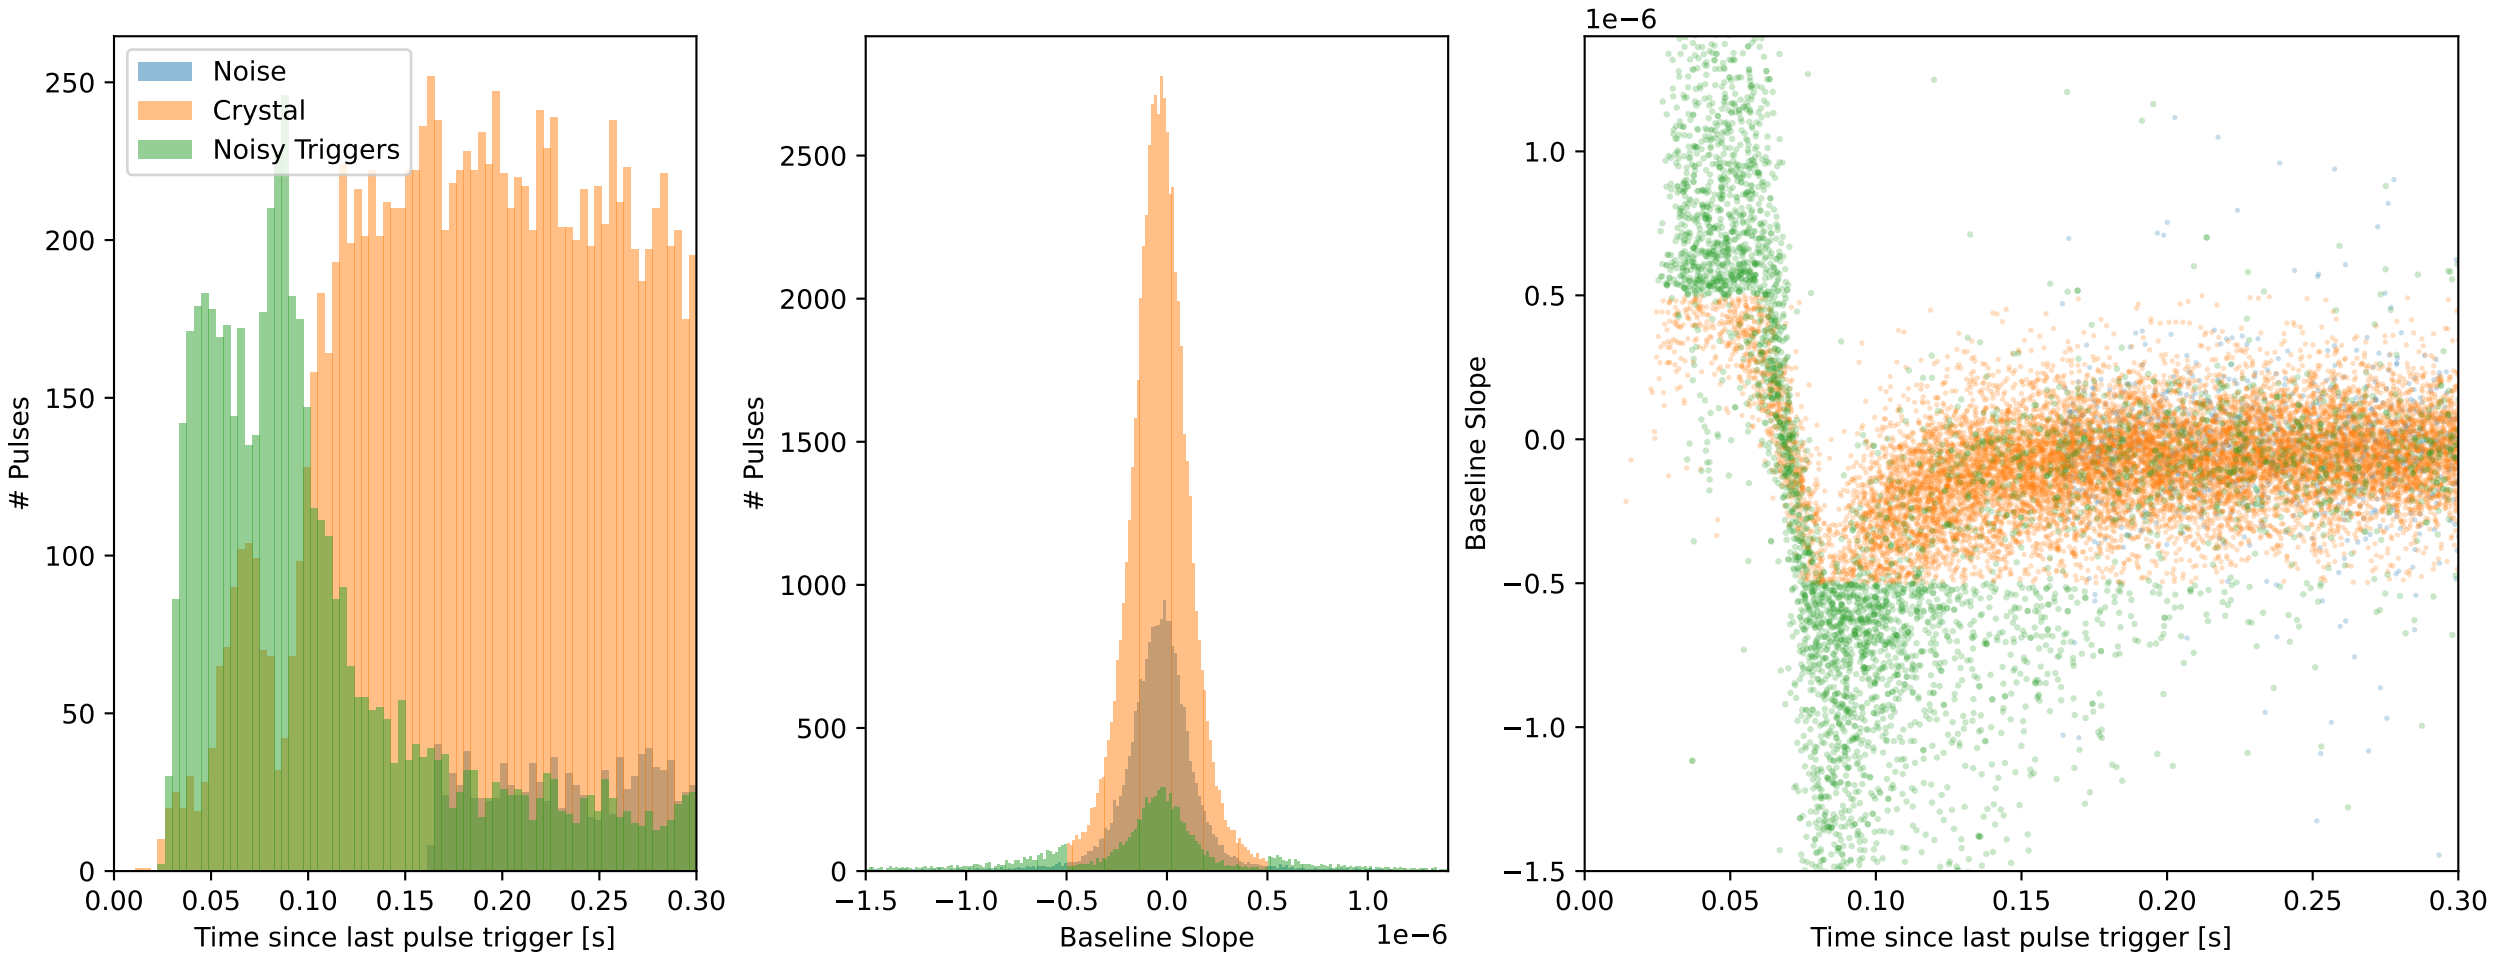 Noise
Crystal
Noisy Triggers
# Pulses
250
200
150
100
50
0
0.00 0.05 0.10 0.15 0.20 0.25 0.30
Time since last pulse trigger [s]
# Pulses
2500
2000
1500
1000
500
0
−1.5 −1.0 −0.5 0.0 0.5 1.0
1e−6
Baseline Slope
1e−6
Baseline Slope
1.0
0.5
0.0
−0.5
−1.0
−1.5
0.00 0.05 0.10 0.15 0.20 0.25 0.30
Time since last pulse trigger [s]